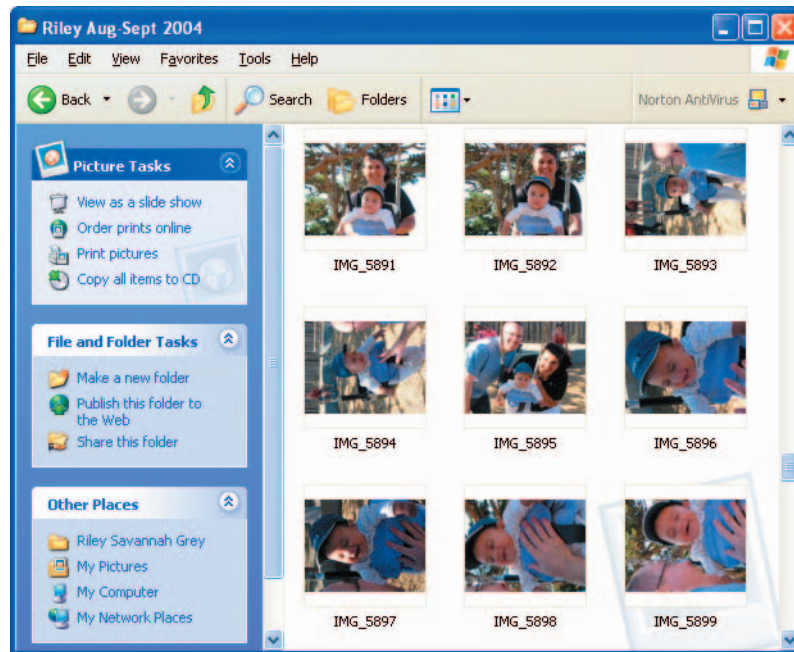 Riley Aug-Sept 2004
File Edit View Favorites Tools Help
Back Search Folders Norton AntiVirus
Picture Tasks
View as a slide show
Order prints online
Print pictures
Copy all items to CD
File and Folder Tasks
Make a new folder
Publish this folder to
the Web
Share this folder
Other Places
Riley Savannah Grey
My Pictures
My Computer
My Network Places
IMG_5891 IMG_5892 IMG_5893
IMG_5894 IMG_5895 IMG_5896
IMG_5897 IMG_5898 IMG_5899